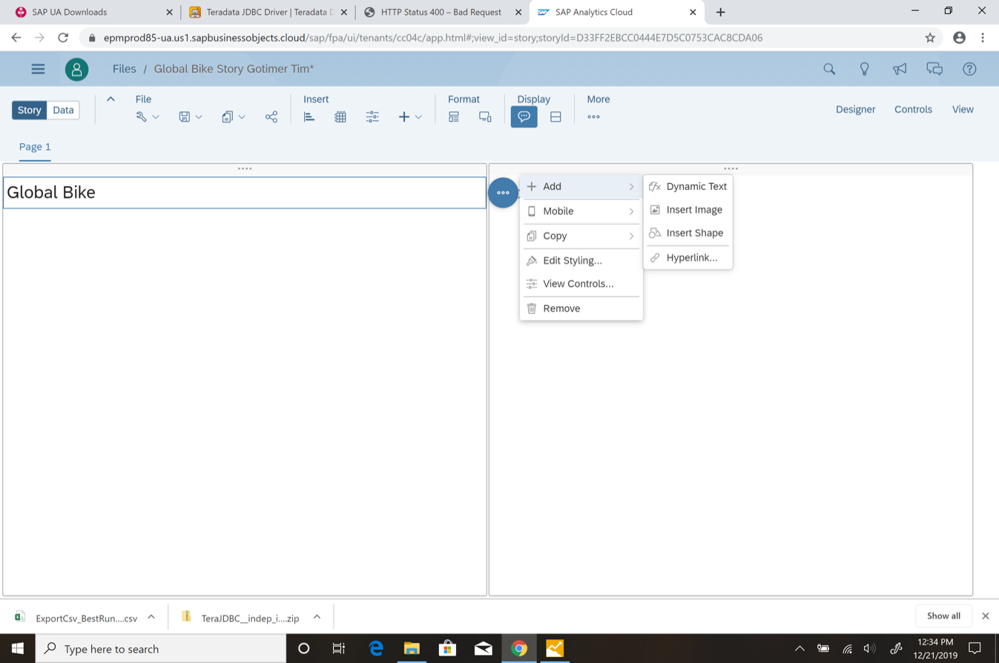 SAP UA Downloads
Teradata JDBC Driver | Teradata
HTTP Status 400 – Bad Request
SAP Analytics Cloud
epmprod85-ua.us1.sapbusinessobjects.cloud/sap/fpa/ui/tenants/cc04c/app.html#;view_id=story;storyId=D33FF2EBCC0444E7D5C0753CAC8CDA06
Files / Global Bike Story Gotimer Tim*
Story Data
File
Insert
Format
Display
More
Designer Controls View
Page 1
Global Bike
Add
Mobile
Copy
Edit Styling...
View Controls...
Remove
Dynamic Text
Insert Image
Insert Shape
Hyperlink...
ExportCsv_BestRun....csv
TeraJDBC__indep_i....zip
Show all
Type here to search
12:34 PM
12/21/2019